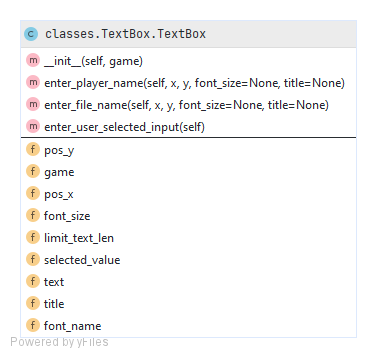 c classes.TextBox.TextBox
m __init__(self, game)
m enter_player_name(self, x, y, font_size=None, title=None)
m enter_file_name(self, x, y, font_size=None, title=None)
m enter_user_selected_input(self)
f pos_y
f game
f pos_x
f font_size
f limit_text_len
f selected_value
f text
f title
f font_name
Powered by yFiles